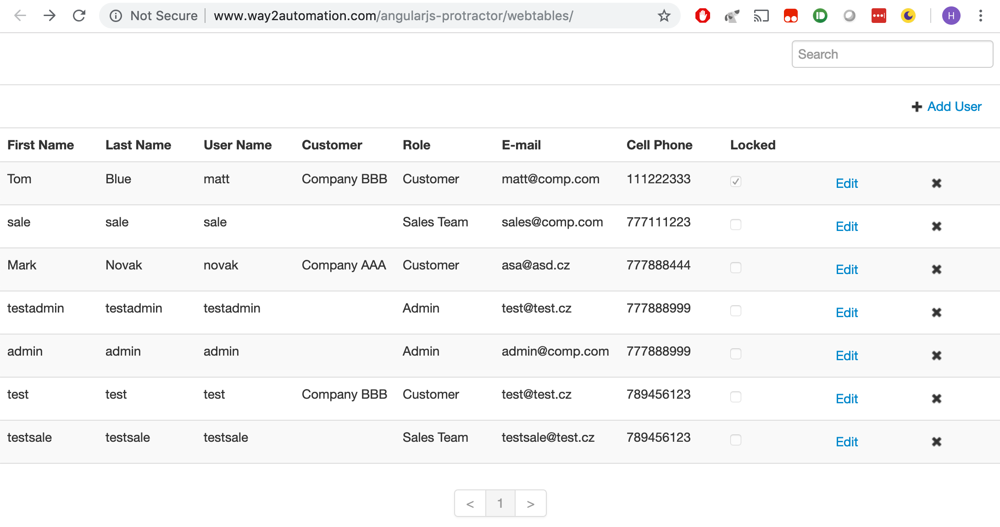 Not Secure www.way2automation.com/angularjs-protractor/webtables/ H
Search
Add User
First Name Last Name User Name Customer Role E-mail Cell Phone Locked
Tom Blue matt Company BBB Customer matt@comp.com 111222333 Edit
sale sale sale Sales Team sales@comp.com 777111223 Edit
Mark Novak novak Company AAA Customer asa@asd.cz 777888444 Edit
testadmin testadmin testadmin Admin test@test.cz 777888999 Edit
admin admin admin Admin admin@comp.com 777888999 Edit
test test test Company BBB Customer test@test.cz 789456123 Edit
testsale testsale testsale Sales Team testsale@test.cz 789456123 Edit
< 1 >